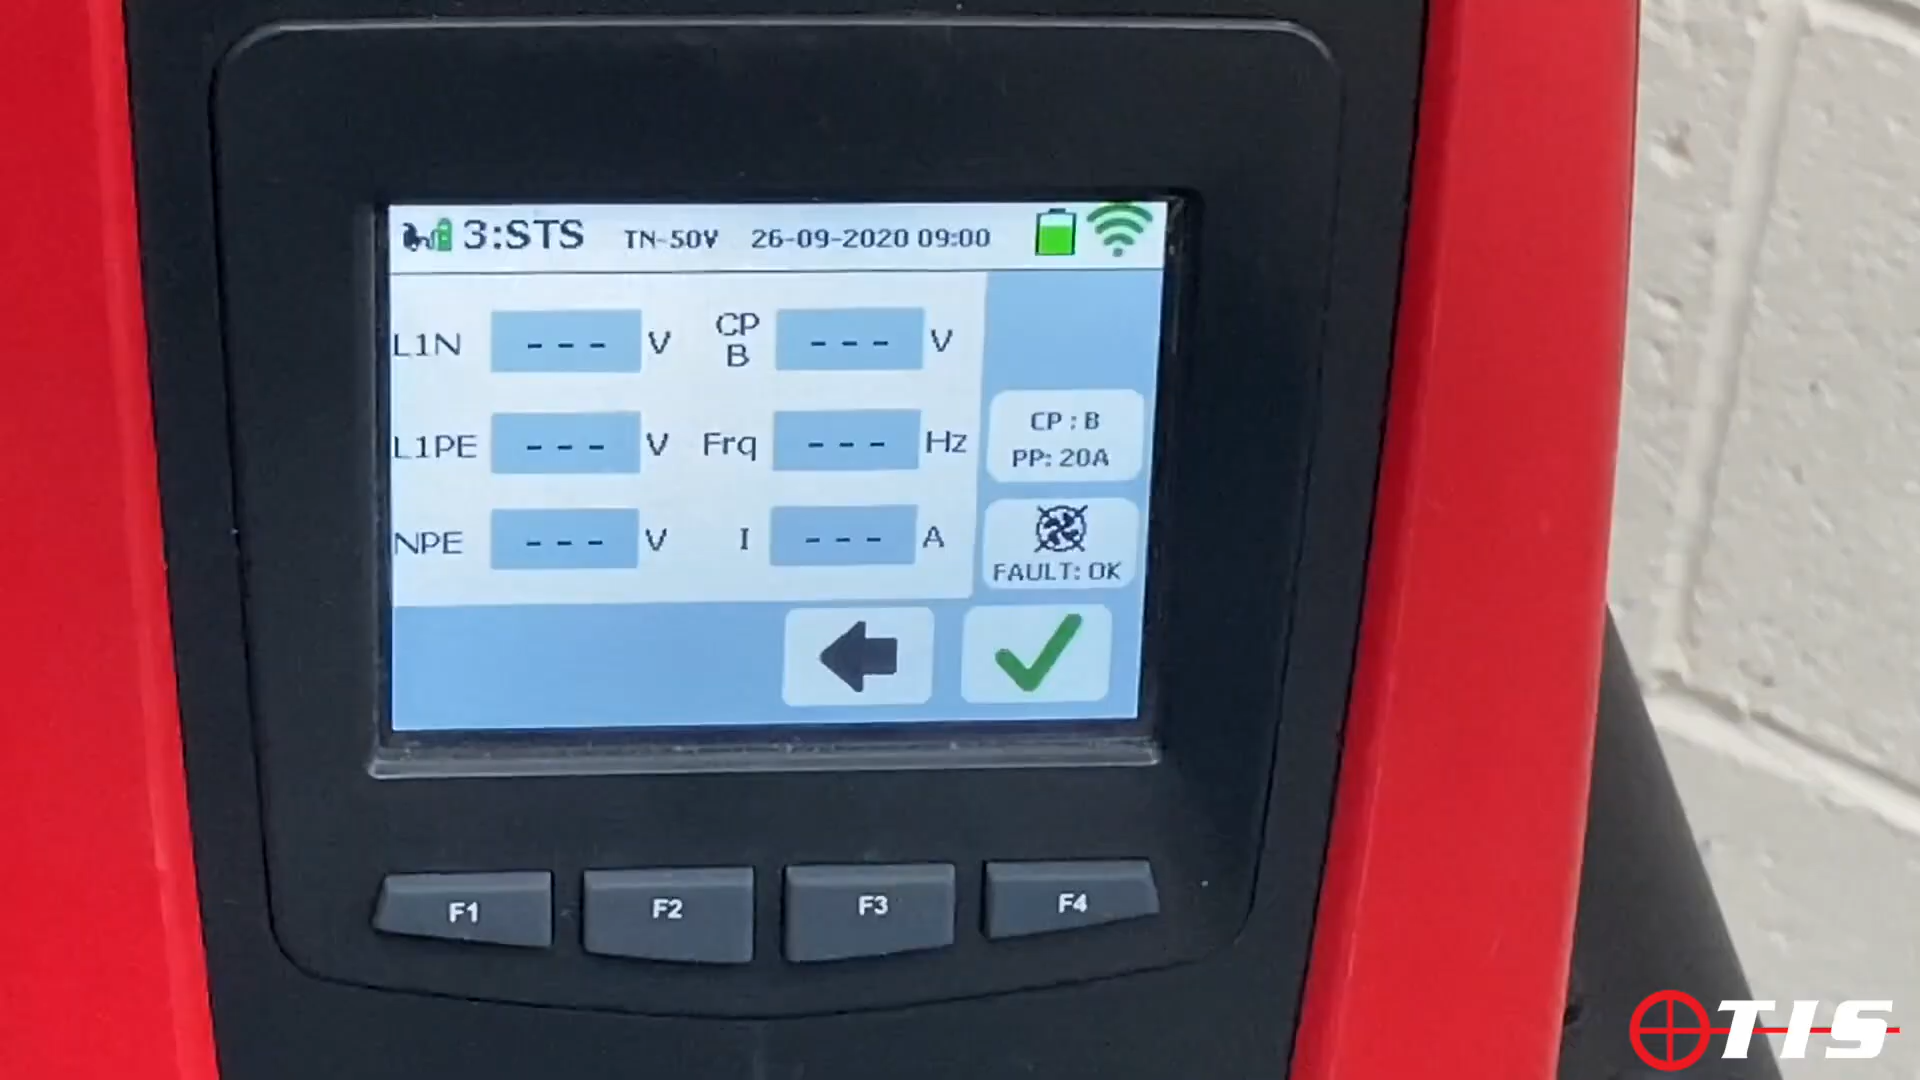 3:STS TN-50V 26-09-2020 09:00
L1N - - - V CP B - - - V
L1PE - - - V Frq - - - Hz
NPE - - - V I - - - A
CP : B
PP: 20A
FAULT: OK
F1 F2 F3 F4
TIS